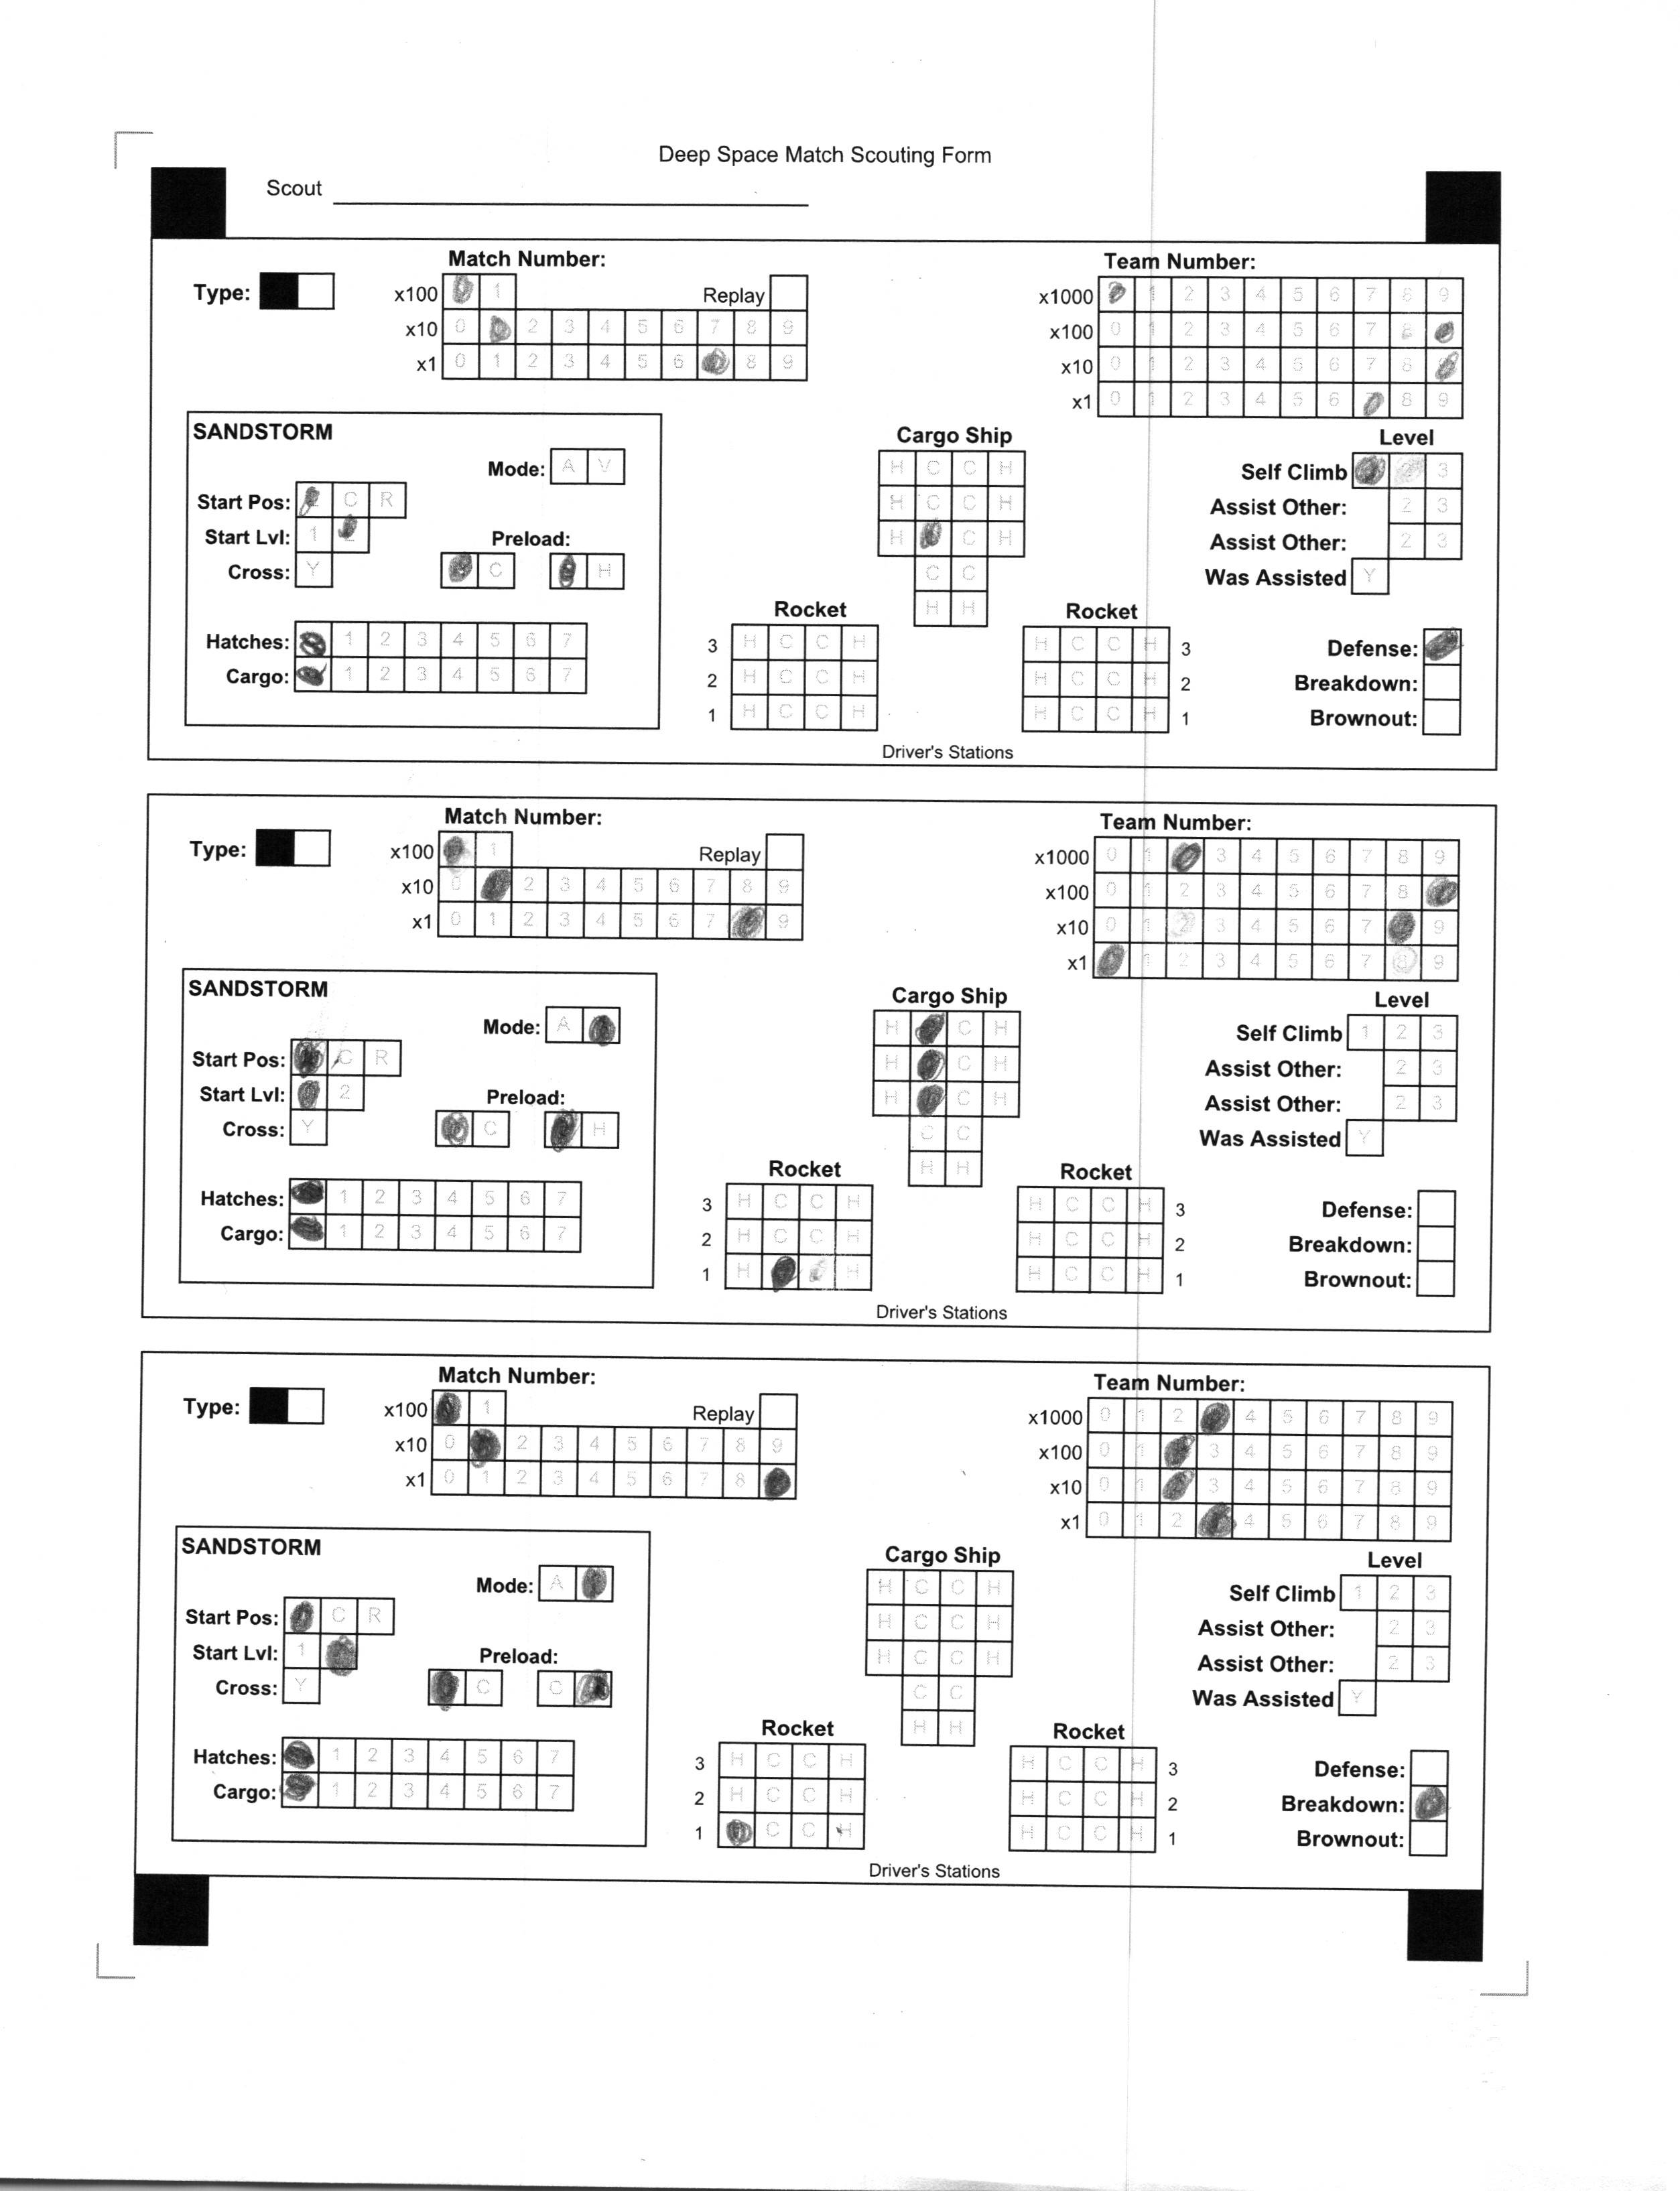 Deep Space Match Scouting Form
Scout
Match Number: Team Number:
Type: x100 1 Replay x1000 1 2 3 4 5 6 7 8 9
x10 0 2 3 4 5 6 7 8 9 x100 0 1 2 3 4 5 6 7 8
x1 0 1 2 3 4 5 6 8 9 x10 0 1 2 3 4 5 6 7 8
x1 0 1 2 3 4 5 6 8 9
SANDSTORM Cargo Ship Level
Mode: A V H C C H Self Climb 2 3
Start Pos: C R H C C H Assist Other: 2 3
Start Lvl: 1 Preload: H C H Assist Other: 2 3
Cross: Y C H C C Was Assisted Y
Rocket H H Rocket
Hatches: 1 2 3 4 5 6 7 3 H C C H H C C H 3 Defense:
Cargo: 1 2 3 4 5 6 7 2 H C C H H C C H 2 Breakdown:
1 H C C H H C C H 1 Brownout:
Driver's Stations
Match Number: Team Number:
Type: x100 1 Replay x1000 0 1 3 4 5 6 7 8 9
x10 0 2 3 4 5 6 7 8 9 x100 0 1 2 3 4 5 6 7 8
x1 0 1 2 3 4 5 6 7 9 x10 0 1 2 3 4 5 6 7 9
x1 1 2 3 4 5 6 7 8 9
SANDSTORM Cargo Ship Level
Mode: A H C H Self Climb 1 2 3
Start Pos: C R H C H Assist Other: 2 3
Start Lvl: 2 Preload: H C H Assist Other: 2 3
Cross: Y C H C C Was Assisted Y
Rocket H H Rocket
Hatches: 1 2 3 4 5 6 7 3 H C C H H C C H 3 Defense:
Cargo: 1 2 3 4 5 6 7 2 H C C H H C C H 2 Breakdown:
1 H H H C C H 1 Brownout:
Driver's Stations
Match Number: Team Number:
Type: x100 1 Replay x1000 0 1 2 4 5 6 7 8 9
x10 0 2 3 4 5 6 7 8 9 x100 0 1 3 4 5 6 7 8 9
x1 0 1 2 3 4 5 6 7 8 x10 0 1 3 4 5 6 7 8 9
x1 0 1 2 4 5 6 7 8 9
SANDSTORM Cargo Ship Level
Mode: A H C C H Self Climb 1 2 3
Start Pos: C R H C C H Assist Other: 2 3
Start Lvl: 1 Preload: H C C H Assist Other: 2 3
Cross: Y C C C C Was Assisted Y
Rocket H H Rocket
Hatches: 1 2 3 4 5 6 7 3 H C C H H C C H 3 Defense:
Cargo: 1 2 3 4 5 6 7 2 H C C H H C C H 2 Breakdown:
1 C C H H C C H 1 Brownout:
Driver's Stations